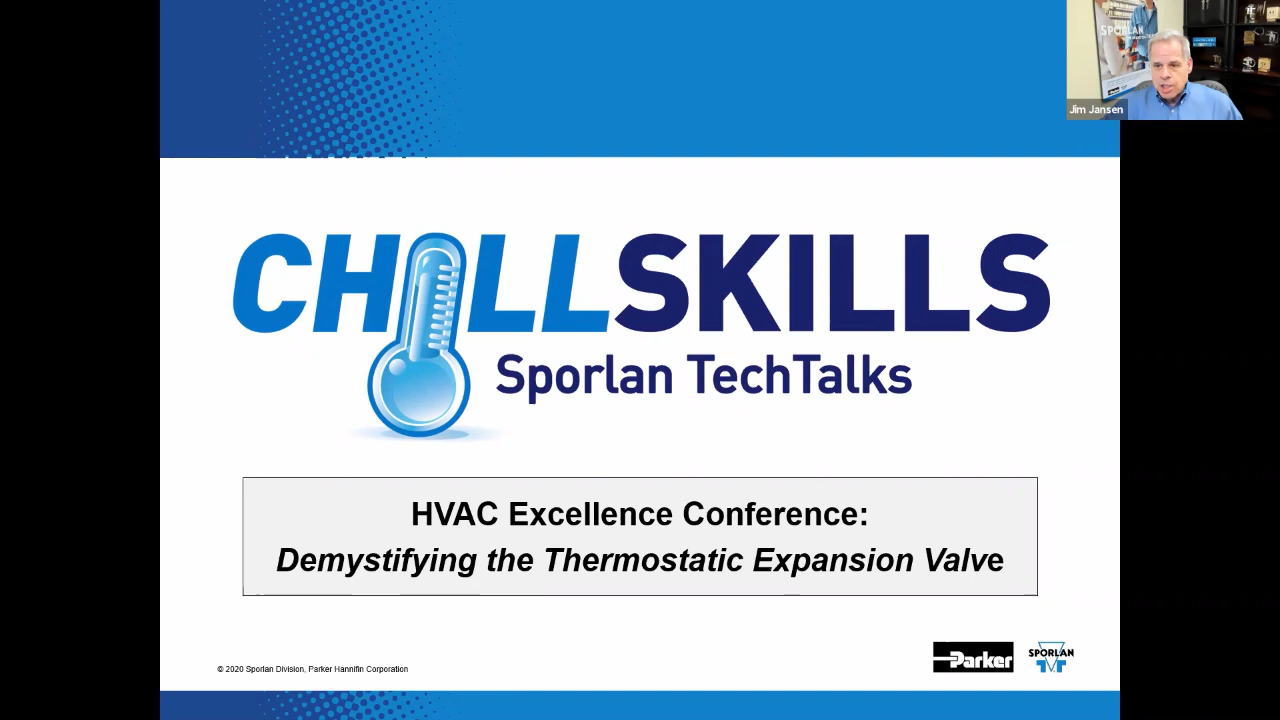 SPORLAN
Jim Jansen
CHILLSKILLS
Sporlan TechTalks
HVAC Excellence Conference:
Demystifying the Thermostatic Expansion Valve
© 2020 Sporlan Division, Parker Hannifin Corporation
Parker
SPORLAN